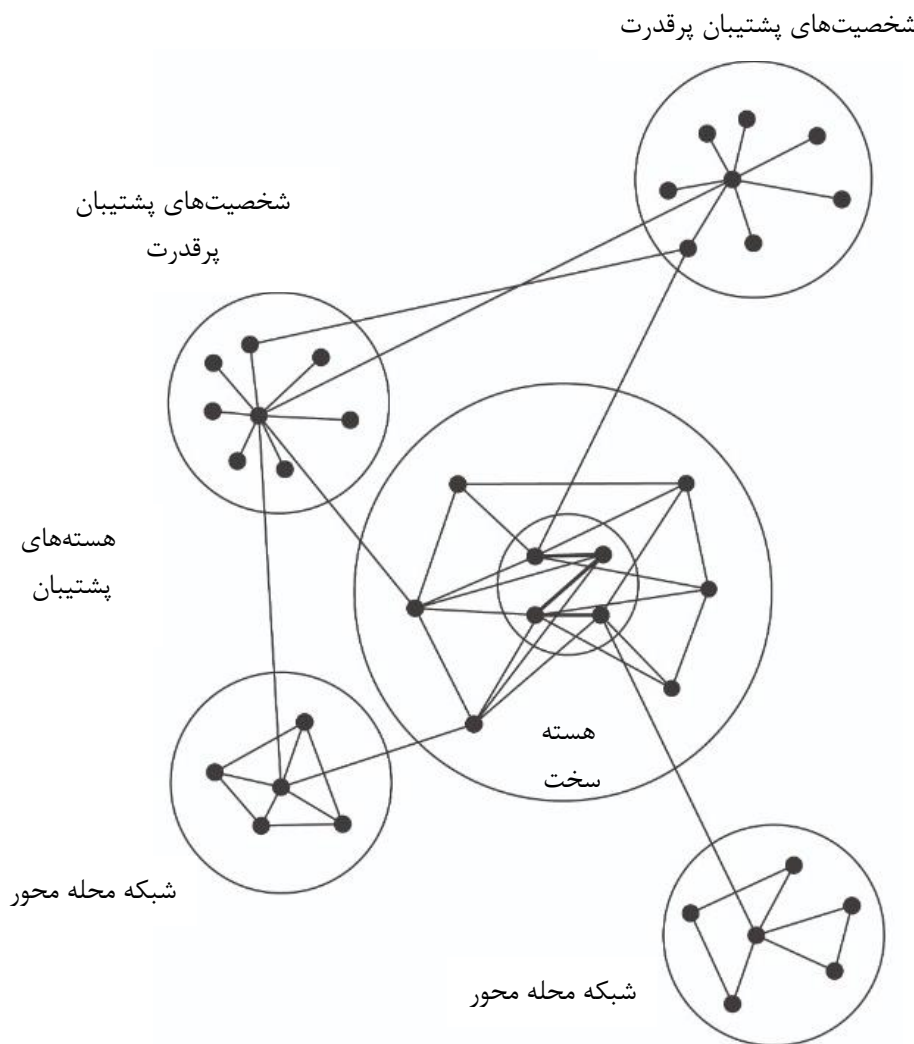 شخصیت‌های پشتیبان پرقدرت
شخصیت‌های پشتیبان
پرقدرت
هسته‌های
پشتیبان
هسته
سخت
شبکه محله محور
شبکه محله محور